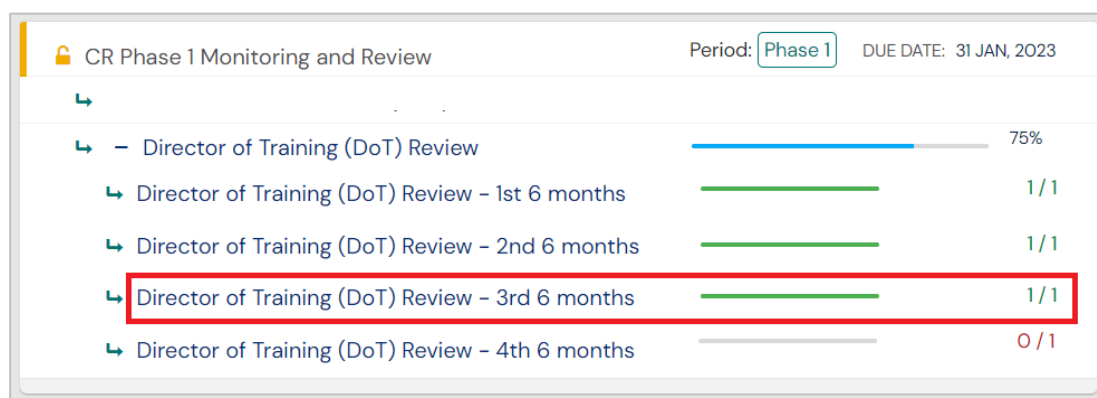 CR Phase 1 Monitoring and Review Period: Phase 1 DUE DATE: 31 JAN, 2023
– Director of Training (DoT) Review 75%
Director of Training (DoT) Review – 1st 6 months 1 / 1
Director of Training (DoT) Review – 2nd 6 months 1 / 1
Director of Training (DoT) Review – 3rd 6 months 1 / 1
Director of Training (DoT) Review – 4th 6 months 0 / 1